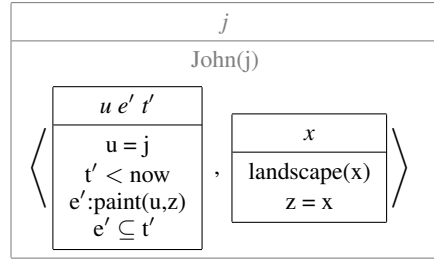 j
John(j)
u e′ t′
u = j
t′ < now
e′:paint(u,z)
e′ ⊆ t′
,
x
landscape(x)
z = x